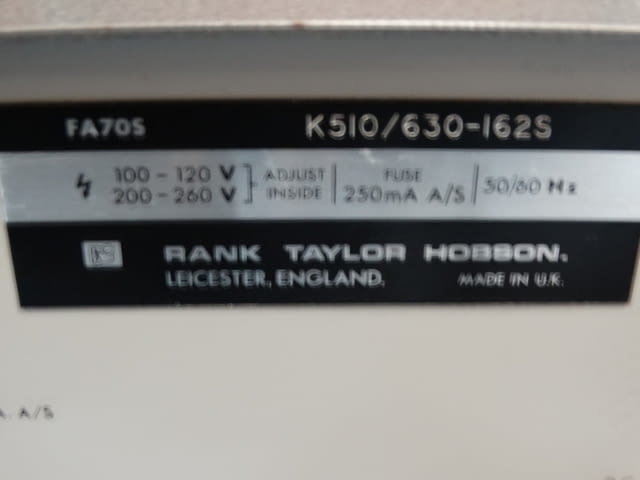 FA70S K510/630-162S
100-120 V ADJUST FUSE 50/60 Hz
200-260 V INSIDE 250mA A/S
RANK TAYLOR HOBSON.
LEICESTER, ENGLAND. MADE IN U.K.
A. A/S